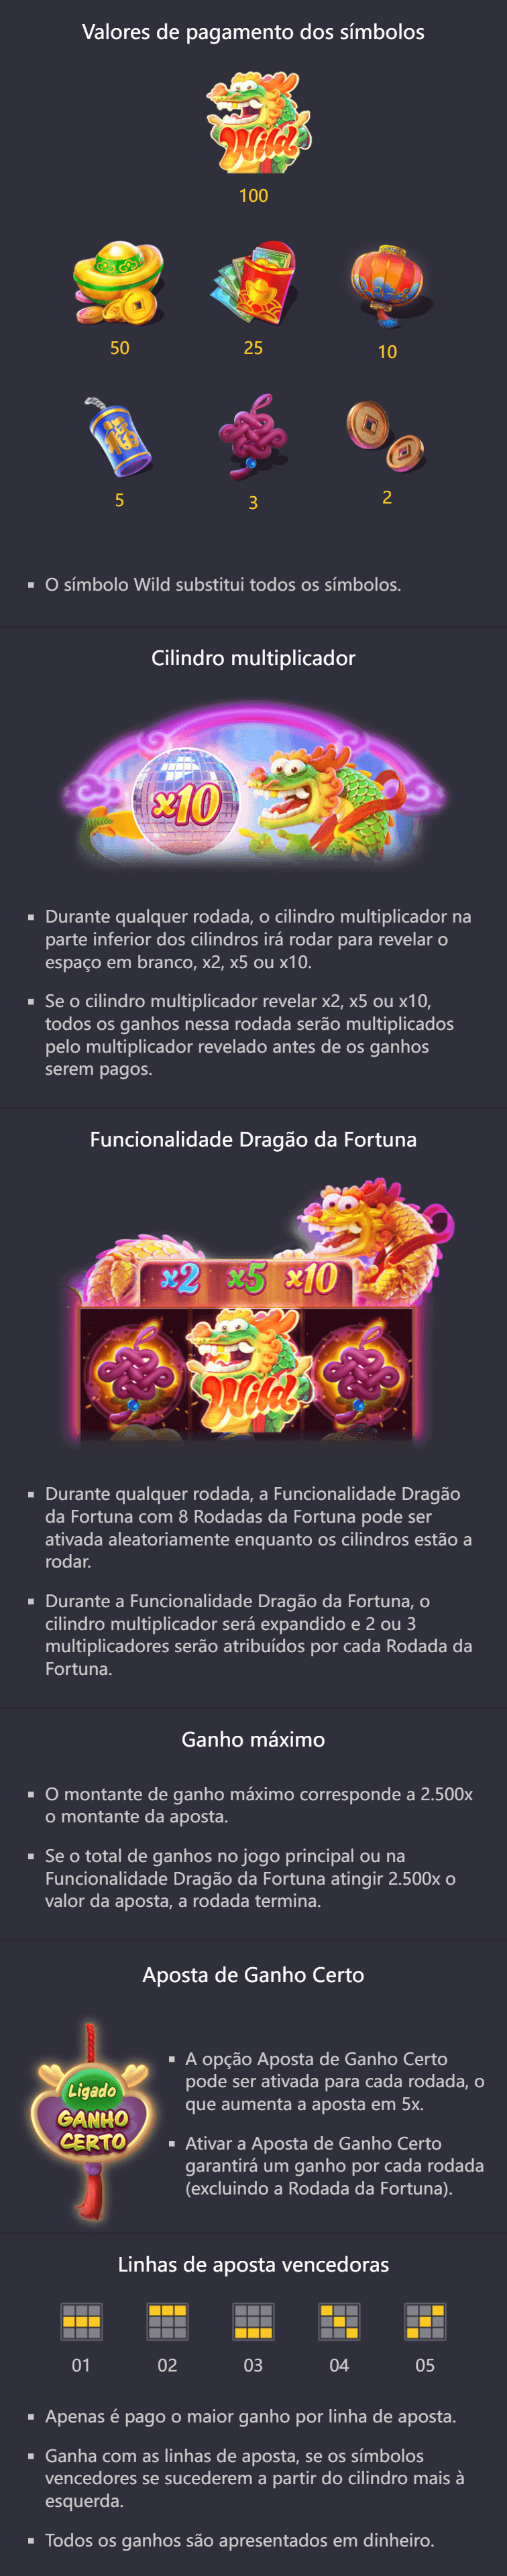 Valores de pagamento dos símbolos
Wild
100
50
25
10
福
5
3
2
▪ O símbolo Wild substitui todos os símbolos.
Cilindro multiplicador
x10
▪ Durante qualquer rodada, o cilindro multiplicador na
parte inferior dos cilindros irá rodar para revelar o
espaço em branco, x2, x5 ou x10.
▪ Se o cilindro multiplicador revelar x2, x5 ou x10,
todos os ganhos nessa rodada serão multiplicados
pelo multiplicador revelado antes de os ganhos
serem pagos.
Funcionalidade Dragão da Fortuna
x2 x5 x10
Wild
▪ Durante qualquer rodada, a Funcionalidade Dragão
da Fortuna com 8 Rodadas da Fortuna pode ser
ativada aleatoriamente enquanto os cilindros estão a
rodar.
▪ Durante a Funcionalidade Dragão da Fortuna, o
cilindro multiplicador será expandido e 2 ou 3
multiplicadores serão atribuídos por cada Rodada da
Fortuna.
Ganho máximo
▪ O montante de ganho máximo corresponde a 2.500x
o montante da aposta.
▪ Se o total de ganhos no jogo principal ou na
Funcionalidade Dragão da Fortuna atingir 2.500x o
valor da aposta, a rodada termina.
Aposta de Ganho Certo
Ligado
GANHO
CERTO
▪ A opção Aposta de Ganho Certo
pode ser ativada para cada rodada, o
que aumenta a aposta em 5x.
▪ Ativar a Aposta de Ganho Certo
garantirá um ganho por cada rodada
(excluindo a Rodada da Fortuna).
Linhas de aposta vencedoras
01 02 03 04 05
▪ Apenas é pago o maior ganho por linha de aposta.
▪ Ganha com as linhas de aposta, se os símbolos
vencedores se sucederem a partir do cilindro mais à
esquerda.
▪ Todos os ganhos são apresentados em dinheiro.